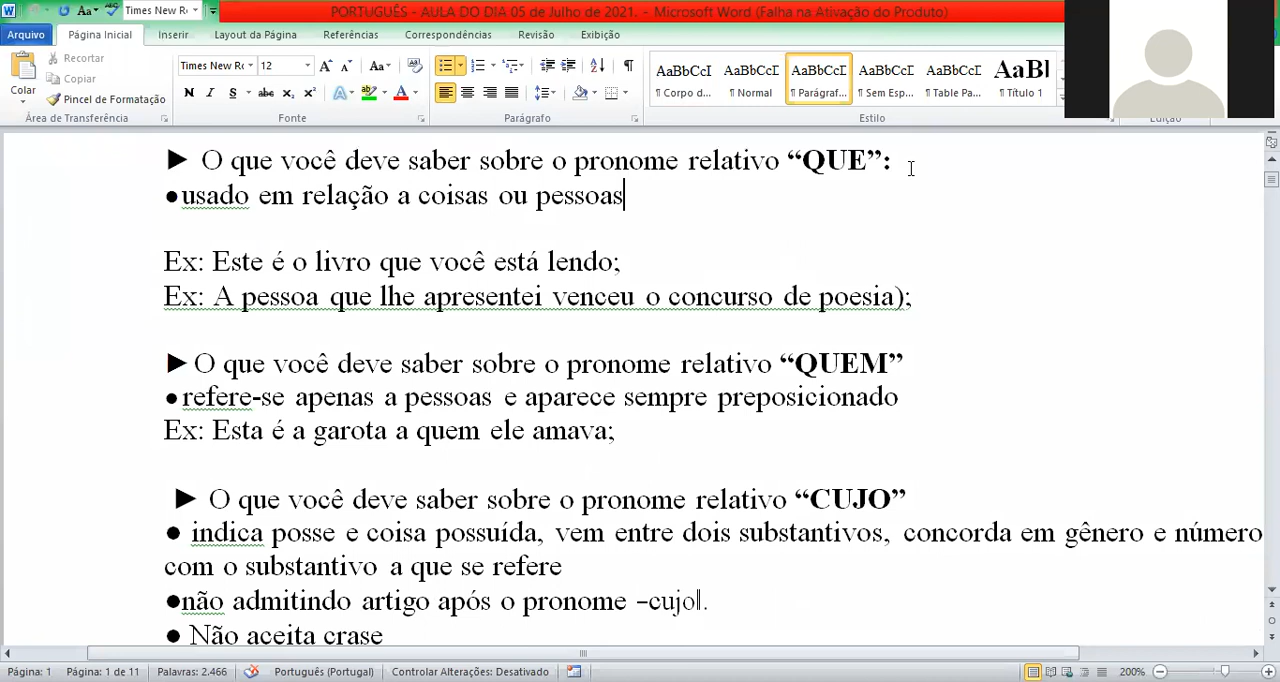 PORTUGUÊS - AULA DO DIA 05 de Julho de 2021. - Microsoft Word (Falha na Ativação do Produto)
Times New Rc
Arquivo Página Inicial Inserir Layout da Página Referências Correspondências Revisão Exibição
Recortar
Copiar
Pincel de Formatação
Colar
Área de Transferência
Times New Rc 12
N I S abc x₂ x²
Fonte
Parágrafo
AaBbCcI AaBbCcI AaBbCcI AaBbCcI AaBbCcI AaBl
¶ Corpo d... ¶ Normal ¶ Parágraf... ¶ Sem Esp... ¶ Table Pa... ¶ Título 1
Estilo
Edição
► O que você deve saber sobre o pronome relativo “QUE”:
●usado em relação a coisas ou pessoas
Ex: Este é o livro que você está lendo;
Ex: A pessoa que lhe apresentei venceu o concurso de poesia);
►O que você deve saber sobre o pronome relativo “QUEM”
●refere-se apenas a pessoas e aparece sempre preposicionado
Ex: Esta é a garota a quem ele amava;
► O que você deve saber sobre o pronome relativo “CUJO”
● indica posse e coisa possuída, vem entre dois substantivos, concorda em gênero e número
com o substantivo a que se refere
●não admitindo artigo após o pronome ‒cujo‖.
● Não aceita crase
Página: 1 Página: 1 de 11 Palavras: 2.466 Português (Portugal) Controlar Alterações: Desativado 200%